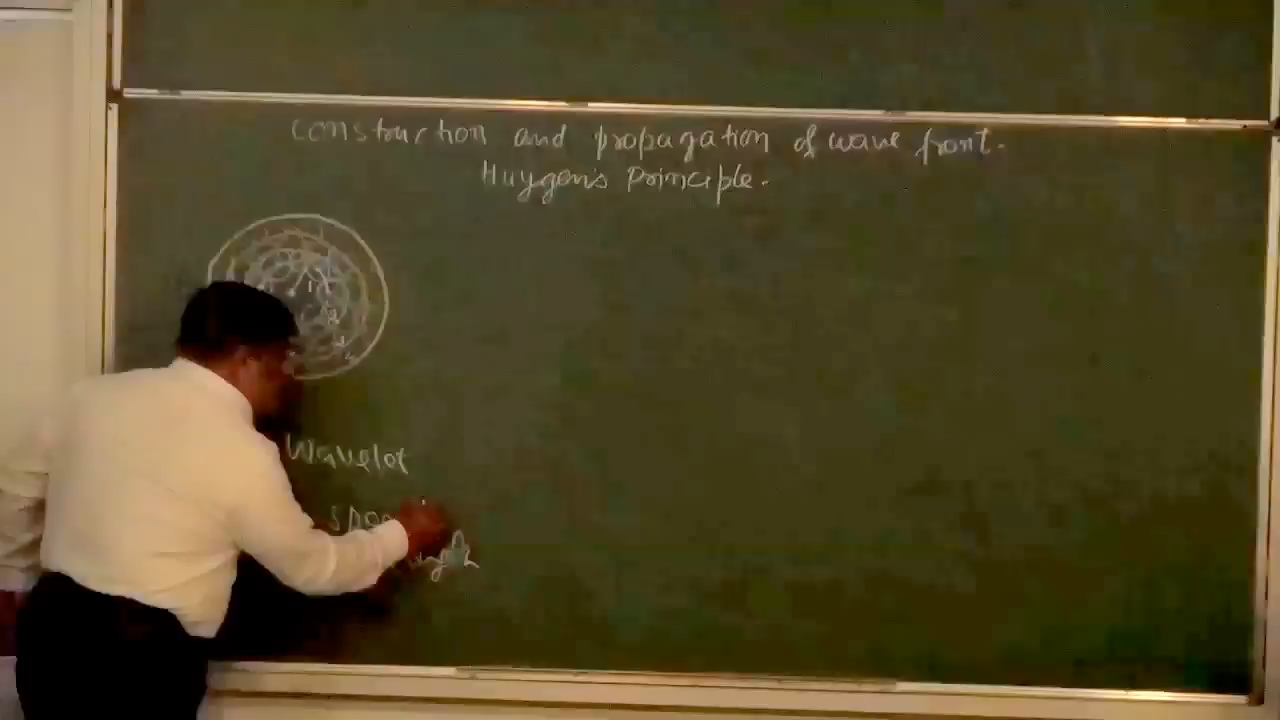 Construction and propagation of wave front.
Huygen's Principle.
Wavelet